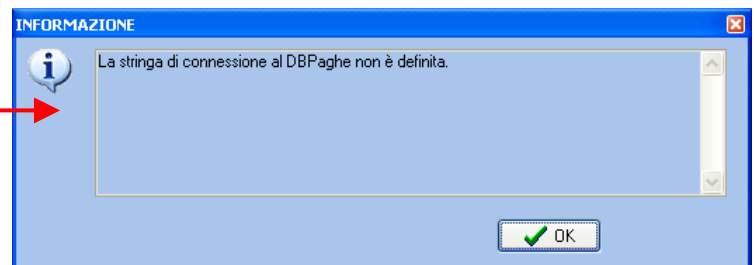 INFORMAZIONE
La stringa di connessione al DBPaghe non è definita.
OK